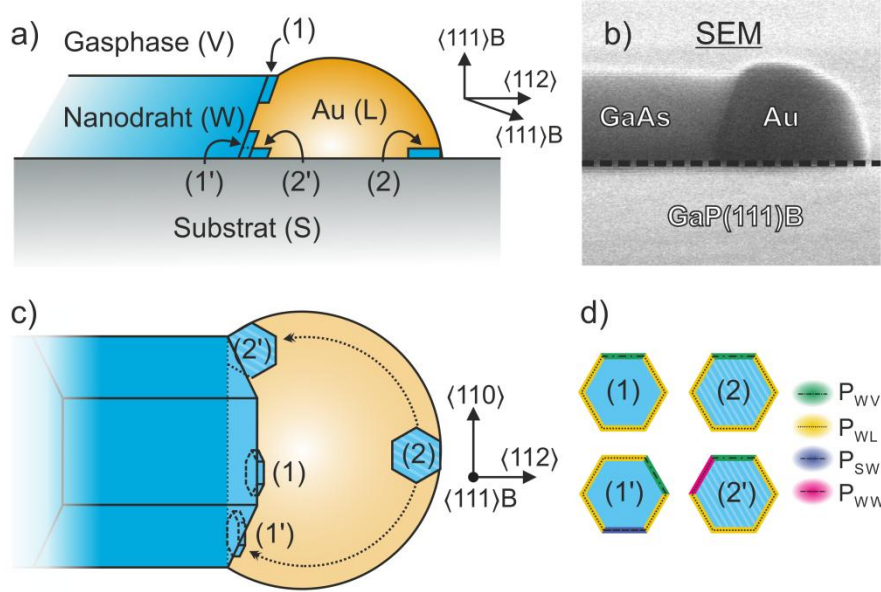 a)
Gasphase (V)
(1)
Nanodraht (W)
Au (L)
(1')
(2')
(2)
Substrat (S)
⟨111⟩B
⟨112⟩
⟨111⟩B
b)
SEM
GaAs
Au
GaP(111)B
c)
(2')
(2)
(1)
(1')
⟨110⟩
⟨112⟩
⟨111⟩B
d)
(1)
(2)
(1')
(2')
P_WV
P_WL
P_SW
P_WW